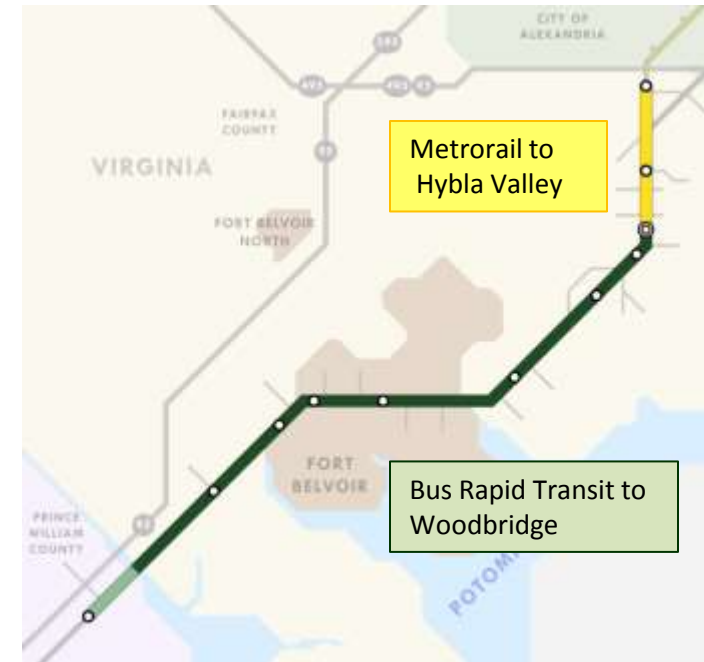 CITY OF
ALEXANDRIA
FAIRFAX
COUNTY
95
VIRGINIA
Metrorail to
Hybla Valley
FORT BELVOIR
NORTH
FORT
BELVOIR
Bus Rapid Transit to
Woodbridge
PRINCE
WILLIAM
COUNTY